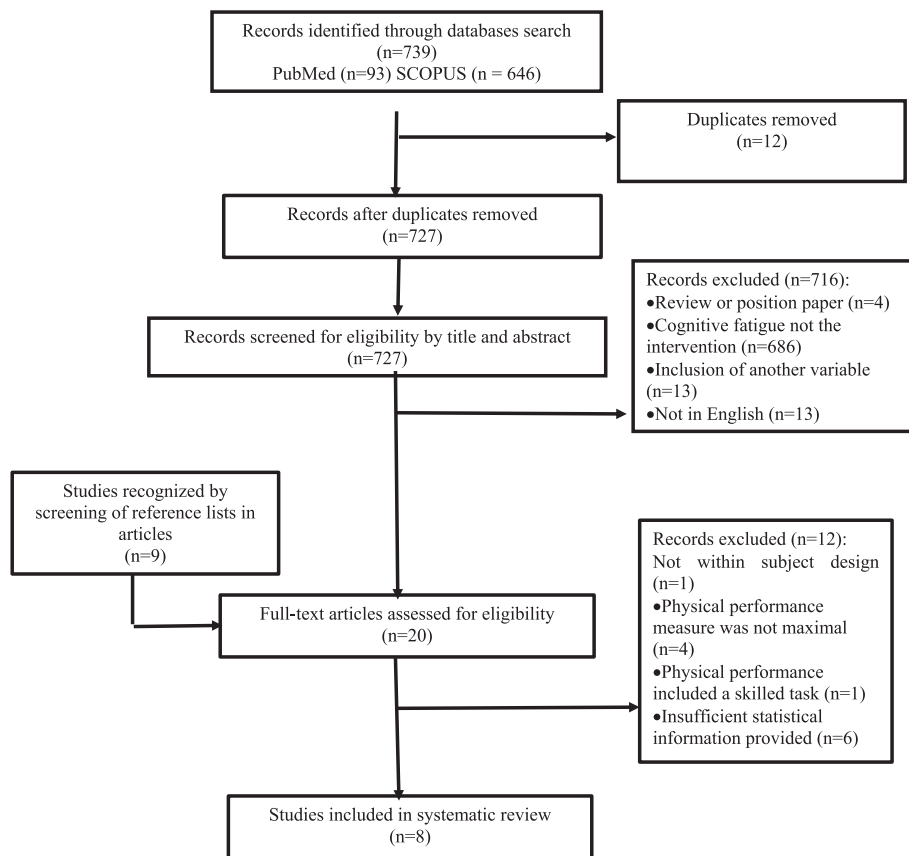 Records identified through databases search
(n=739)
PubMed (n=93) SCOPUS (n = 646)
Duplicates removed
(n=12)
Records after duplicates removed
(n=727)
Records excluded (n=716):
•Review or position paper (n=4)
•Cognitive fatigue not the
intervention (n=686)
•Inclusion of another variable
(n=13)
•Not in English (n=13)
Records screened for eligibility by title and abstract
(n=727)
Studies recognized by
screening of reference lists in
articles
(n=9)
Records excluded (n=12):
Not within subject design
(n=1)
•Physical performance
measure was not maximal
(n=4)
•Physical performance
included a skilled task (n=1)
•Insufficient statistical
information provided (n=6)
Full-text articles assessed for eligibility
(n=20)
Studies included in systematic review
(n=8)